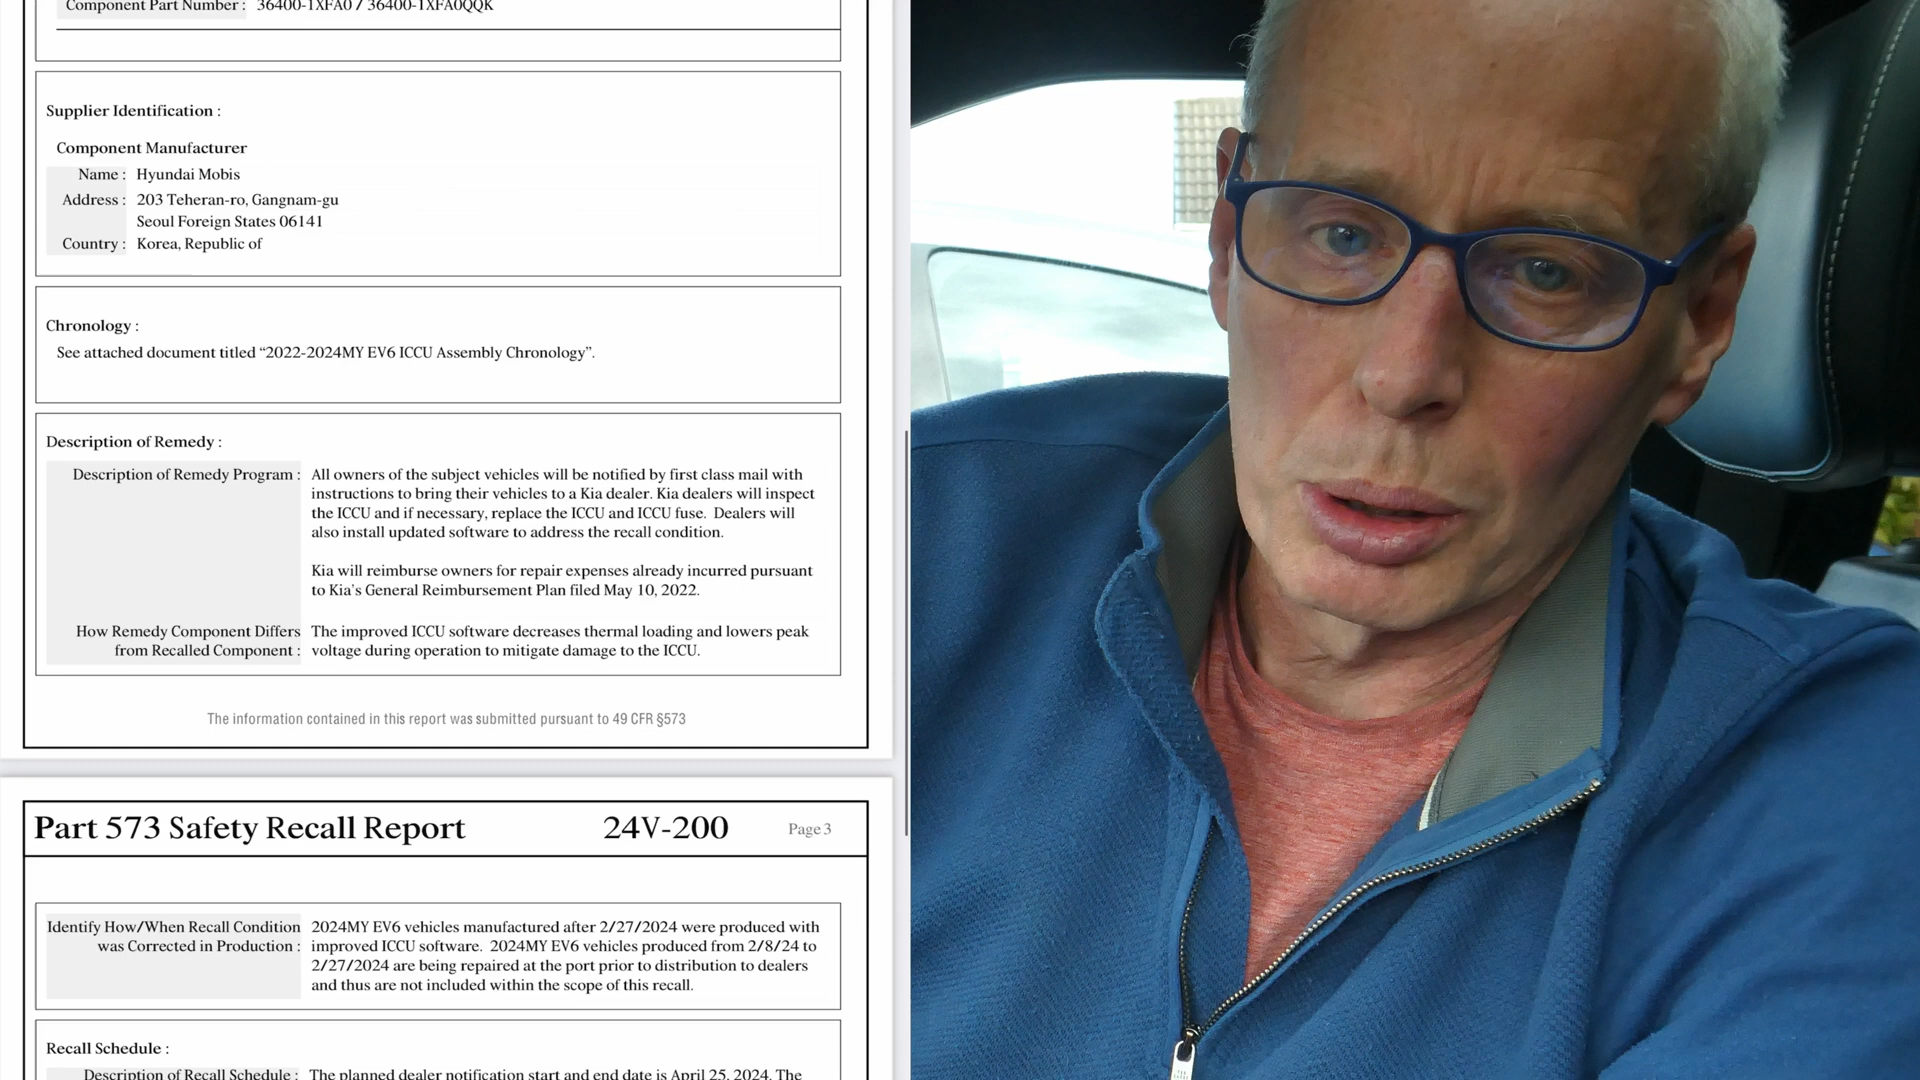 Component Part Number : 36400-1XFA0 / 36400-1XFA0QQK
Supplier Identification :
Component Manufacturer
Name : Hyundai Mobis
Address : 203 Teheran-ro, Gangnam-gu
Seoul Foreign States 06141
Country : Korea, Republic of
Chronology :
See attached document titled “2022-2024MY EV6 ICCU Assembly Chronology”.
Description of Remedy :
Description of Remedy Program : All owners of the subject vehicles will be notified by first class mail with
instructions to bring their vehicles to a Kia dealer. Kia dealers will inspect
the ICCU and if necessary, replace the ICCU and ICCU fuse. Dealers will
also install updated software to address the recall condition.
Kia will reimburse owners for repair expenses already incurred pursuant
to Kia’s General Reimbursement Plan filed May 10, 2022.
How Remedy Component Differs The improved ICCU software decreases thermal loading and lowers peak
from Recalled Component : voltage during operation to mitigate damage to the ICCU.
The information contained in this report was submitted pursuant to 49 CFR §573
Part 573 Safety Recall Report 24V-200 Page 3
Identify How/When Recall Condition 2024MY EV6 vehicles manufactured after 2/27/2024 were produced with
was Corrected in Production : improved ICCU software. 2024MY EV6 vehicles produced from 2/8/24 to
2/27/2024 are being repaired at the port prior to distribution to dealers
and thus are not included within the scope of this recall.
Recall Schedule :
Description of Recall Schedule : The planned dealer notification start and end date is April 25, 2024. The